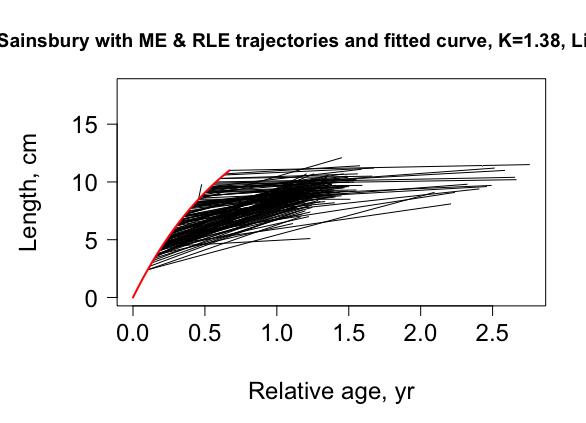 Sainsbury with ME & RLE trajectories and fitted curve, K=1.38, Li
15
10
5
0
Length, cm
0.0 0.5 1.0 1.5 2.0 2.5
Relative age, yr